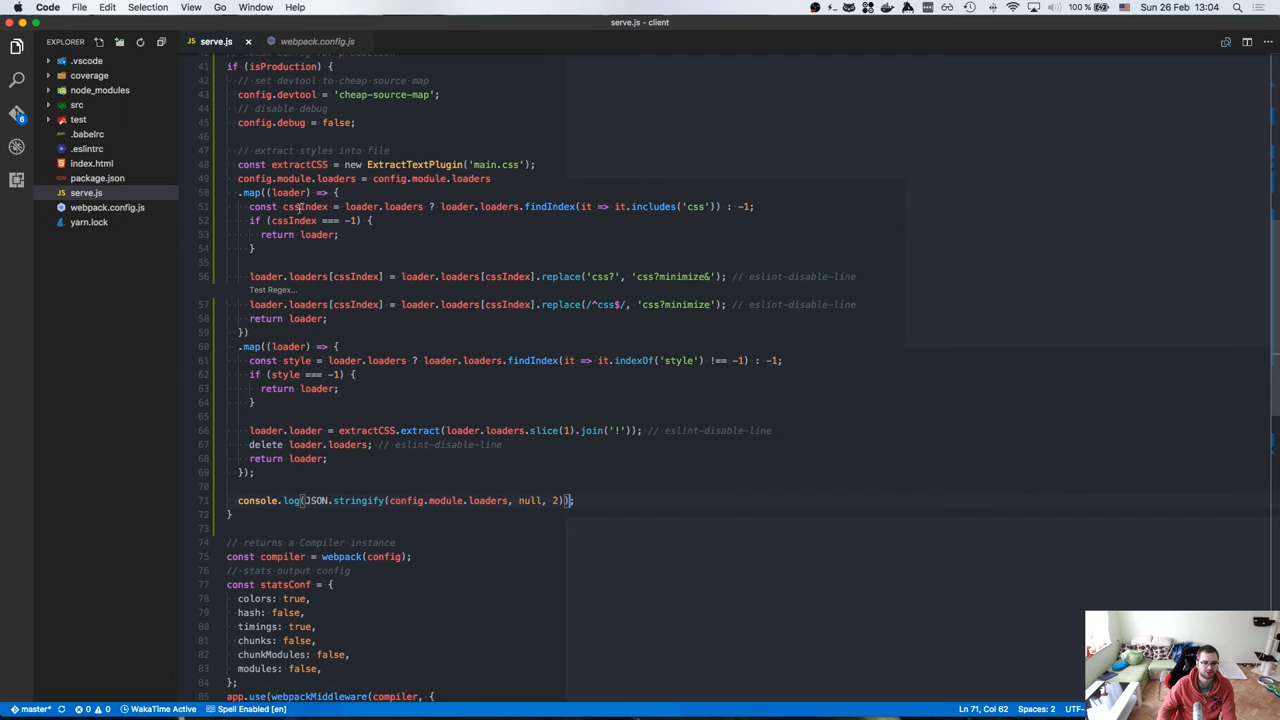 Code File Edit Selection View Go Window Help 100 % Sun 26 Feb 13:04
serve.js - client
EXPLORER
JS serve.js × webpack.config.js
.vscode
coverage
node_modules
src
test
.babelrc
.eslintrc
index.html
package.json
JS serve.js
webpack.config.js
yarn.lock
6
41 if (isProduction) {
42 // set devtool to cheap source map
43 config.devtool = 'cheap-source-map';
44 // disable debug
45 config.debug = false;
46
47 // extract styles into file
48 const extractCSS = new ExtractTextPlugin('main.css');
49 config.module.loaders = config.module.loaders
50 .map((loader) => {
51 const cssIndex = loader.loaders ? loader.loaders.findIndex(it => it.includes('css')) : -1;
52 if (cssIndex === -1) {
53 return loader;
54 }
55
56 loader.loaders[cssIndex] = loader.loaders[cssIndex].replace('css?', 'css?minimize&'); // eslint-disable-line
Test Regex...
57 loader.loaders[cssIndex] = loader.loaders[cssIndex].replace(/^css$/, 'css?minimize'); // eslint-disable-line
58 return loader;
59 })
60 .map((loader) => {
61 const style = loader.loaders ? loader.loaders.findIndex(it => it.indexOf('style') !== -1) : -1;
62 if (style === -1) {
63 return loader;
64 }
65
66 loader.loader = extractCSS.extract(loader.loaders.slice(1).join('!')); // eslint-disable-line
67 delete loader.loaders; // eslint-disable-line
68 return loader;
69 });
70
71 console.log(JSON.stringify(config.module.loaders, null, 2));
72 }
73
74 // returns a Compiler instance
75 const compiler = webpack(config);
76 // stats output config
77 const statsConf = {
78 colors: true,
79 hash: false,
80 timings: true,
81 chunks: false,
82 chunkModules: false,
83 modules: false,
84 };
85 app.use(webpackMiddleware(compiler, {
master* 0 0 WakaTime Active Spell Enabled [en] Ln 71, Col 62 Spaces: 2 UTF-